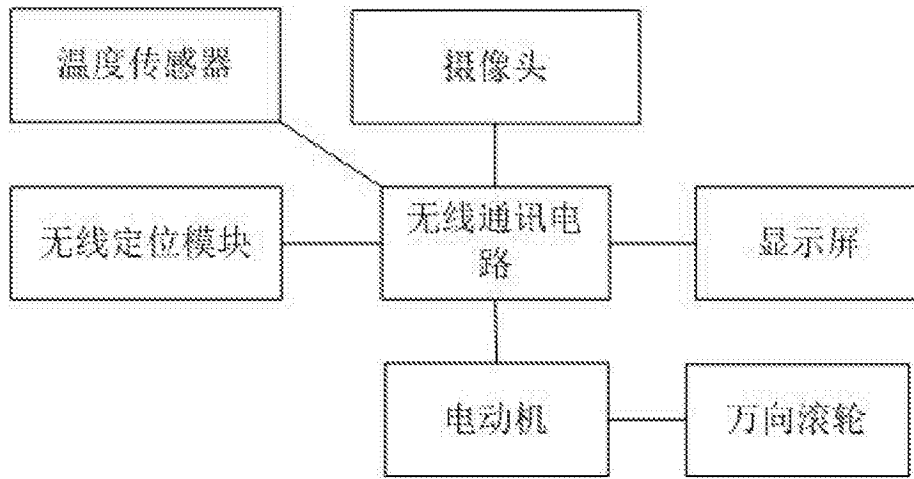 温度传感器
摄像头
无线定位模块
无线通讯电
路
显示屏
电动机
万向滚轮